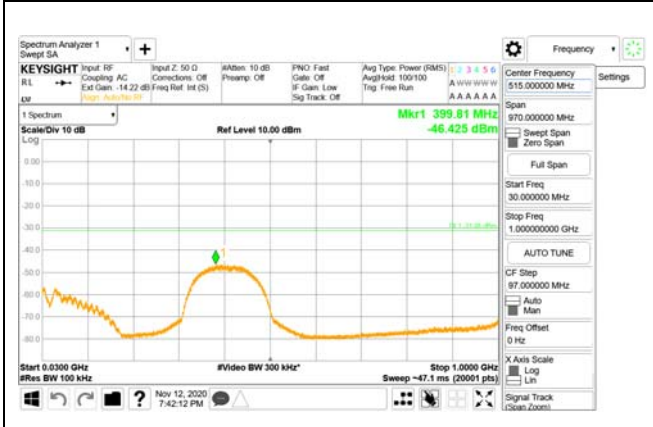 Spectrum Analyzer 1
Swept SA
+
Frequency
KEYSIGHT Input: RF Input Z: 50 Ω #Atten: 10 dB PNO: Fast Avg Type: Power (RMS) 1 2 3 4 5 6
RL Coupling: AC Corrections: Off Preamp: Off Gate: Off Avg|Hold: 100/100 A W W W W W
Ext Gain: -14.22 dB Freq Ref: Int (S) IF Gain: Low Trig: Free Run
Align: Auto/No RF Sig Track: Off A A A A A A
1 Spectrum
Mkr1 399.81 MHz
Scale/Div 10 dB Ref Level 10.00 dBm -46.425 dBm
Log
0.00
-10.0
-20.0
-30.0
-40.0
1
-50.0
-60.0
-70.0
-80.0
Start 0.0300 GHz #Video BW 300 kHz* Stop 1.0000 GHz
#Res BW 100 kHz Sweep ~47.1 ms (20001 pts)
? Nov 12, 2020
7:42:12 PM
Center Frequency
515.000000 MHz
Settings
Span
970.000000 MHz
Swept Span
Zero Span
Full Span
Start Freq
30.000000 MHz
Stop Freq
1.000000000 GHz
AUTO TUNE
CF Step
97.000000 MHz
Auto
Man
Freq Offset
0 Hz
X Axis Scale
Log
Lin
Signal Track
(Span Zoom)